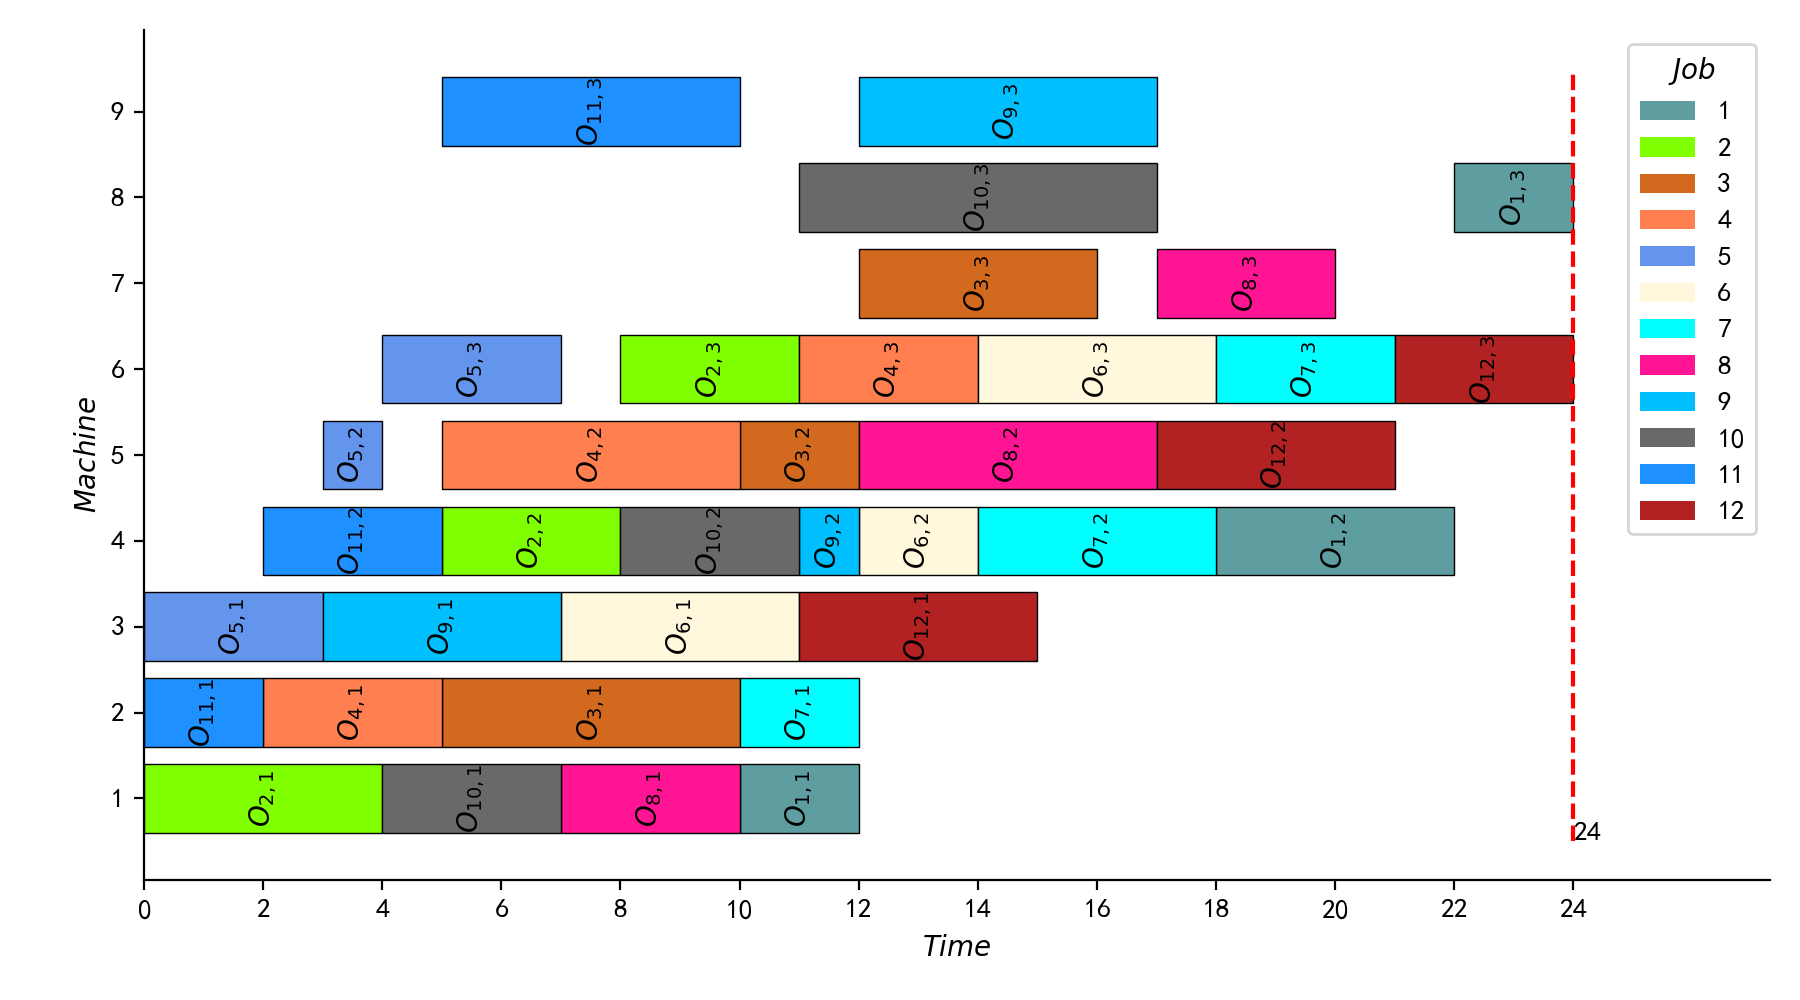 Job
1
2
3
4
5
6
7
8
9
10
11
12
Machine
9
O11,3
O9,3
8
O10,3
O1,3
7
O3,3
O8,3
6
O5,3
O2,3
O4,3
O6,3
O7,3
O12,3
5
O5,2
O4,2
O3,2
O8,2
O12,2
4
O11,2
O2,2
O10,2
O9,2
O6,2
O7,2
O1,2
3
O5,1
O9,1
O6,1
O12,1
2
O11,1
O4,1
O3,1
O7,1
1
O2,1
O10,1
O8,1
O1,1
24
0 2 4 6 8 10 12 14 16 18 20 22 24
Time